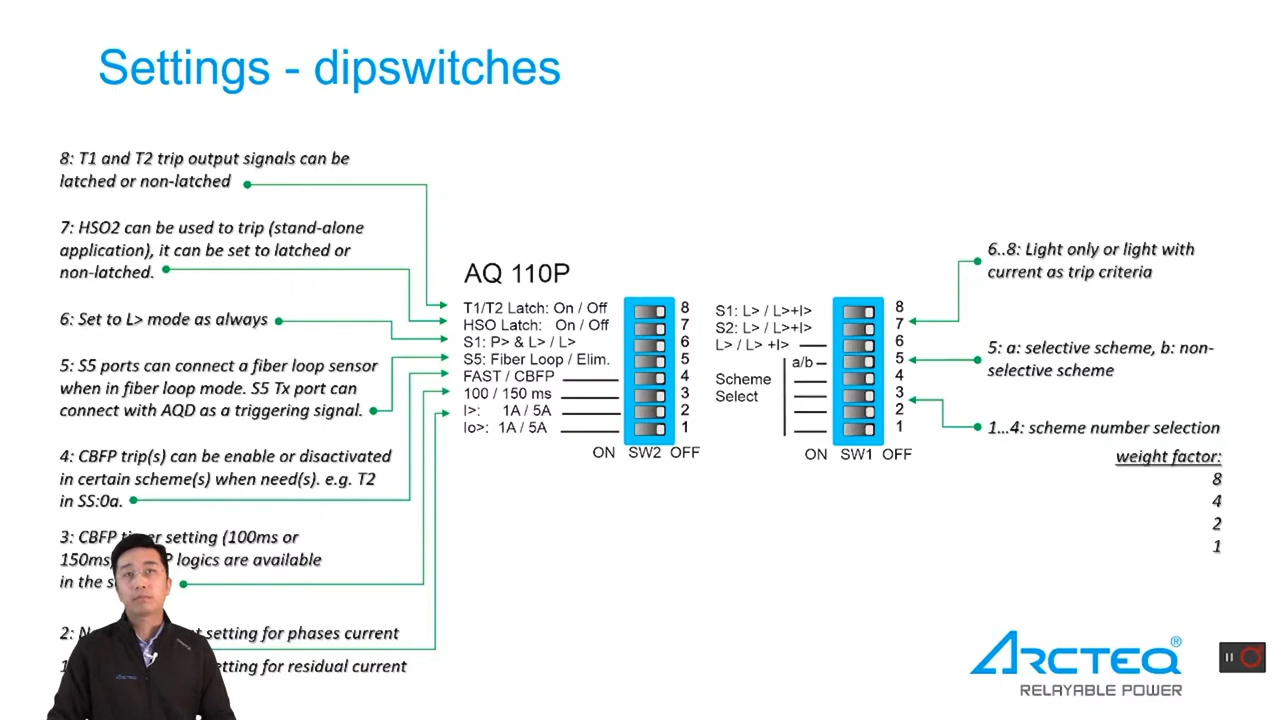 Settings - dipswitches
8: T1 and T2 trip output signals can be
latched or non-latched
7: HSO2 can be used to trip (stand-alone
application), it can be set to latched or
non-latched.
6: Set to L> mode as always
5: S5 ports can connect a fiber loop sensor
when in fiber loop mode. S5 Tx port can
connect with AQD as a triggering signal.
4: CBFP trip(s) can be enable or disactivated
in certain scheme(s) when need(s). e.g. T2
in SS:0a.
3: CBFP setting (100ms or
150ms logics are available
in the
2: setting for phases current
setting for residual current
AQ 110P
T1/T2 Latch: On / Off 8
HSO Latch: On / Off 7
S1: P> & L> / L> 6
S5: Fiber Loop / Elim. 5
FAST / CBFP 4
100 / 150 ms 3
I>: 1A / 5A 2
Io>: 1A / 5A 1
ON SW2 OFF
S1: L> / L>+I> 8
S2: L> / L>+I> 7
L> / L> +I> 6
a/b 5
Scheme 4
Select 3
2
1
ON SW1 OFF
6..8: Light only or light with
current as trip criteria
5: a: selective scheme, b: non-
selective scheme
1...4: scheme number selection
weight factor:
8
4
2
1
ARCTEQ®
RELAYABLE POWER